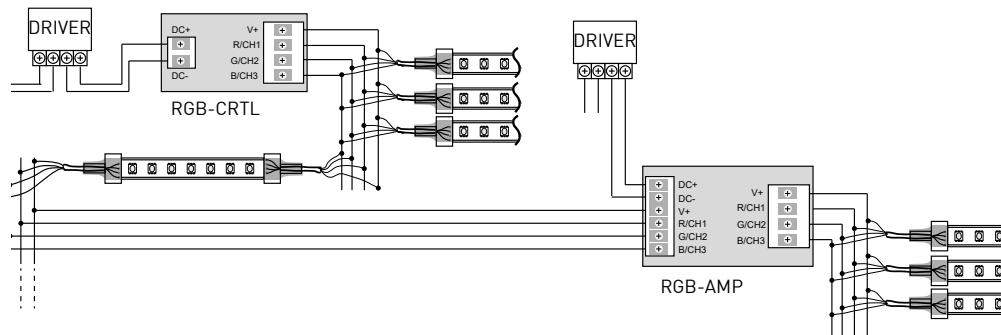 DRIVER
DC+
DC-
V+
R/CH1
G/CH2
B/CH3
RGB-CRTL
DRIVER
DC+
DC-
V+
R/CH1
G/CH2
B/CH3
V+
R/CH1
G/CH2
B/CH3
RGB-AMP